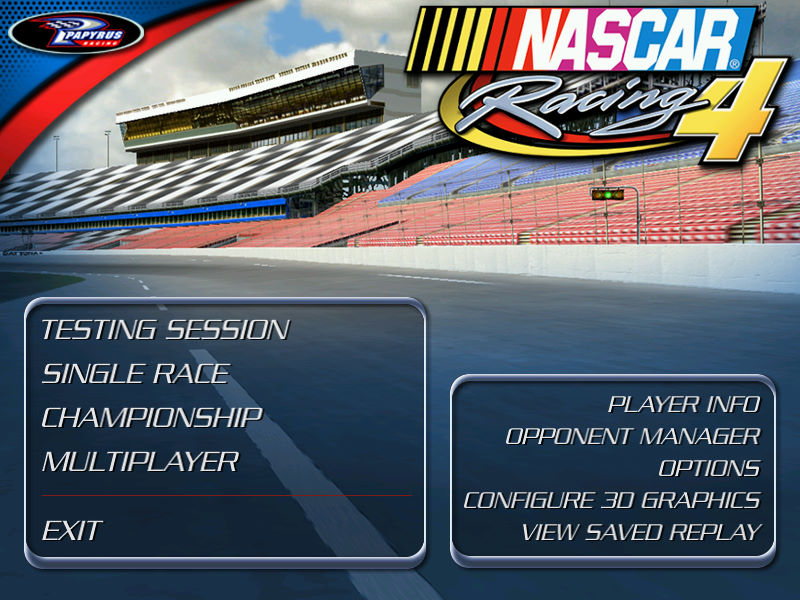 PAPYRUS
RACING
NASCAR®
Racing 4
DAYTONA
TESTING SESSION
SINGLE RACE
CHAMPIONSHIP
MULTIPLAYER
EXIT
PLAYER INFO
OPPONENT MANAGER
OPTIONS
CONFIGURE 3D GRAPHICS
VIEW SAVED REPLAY